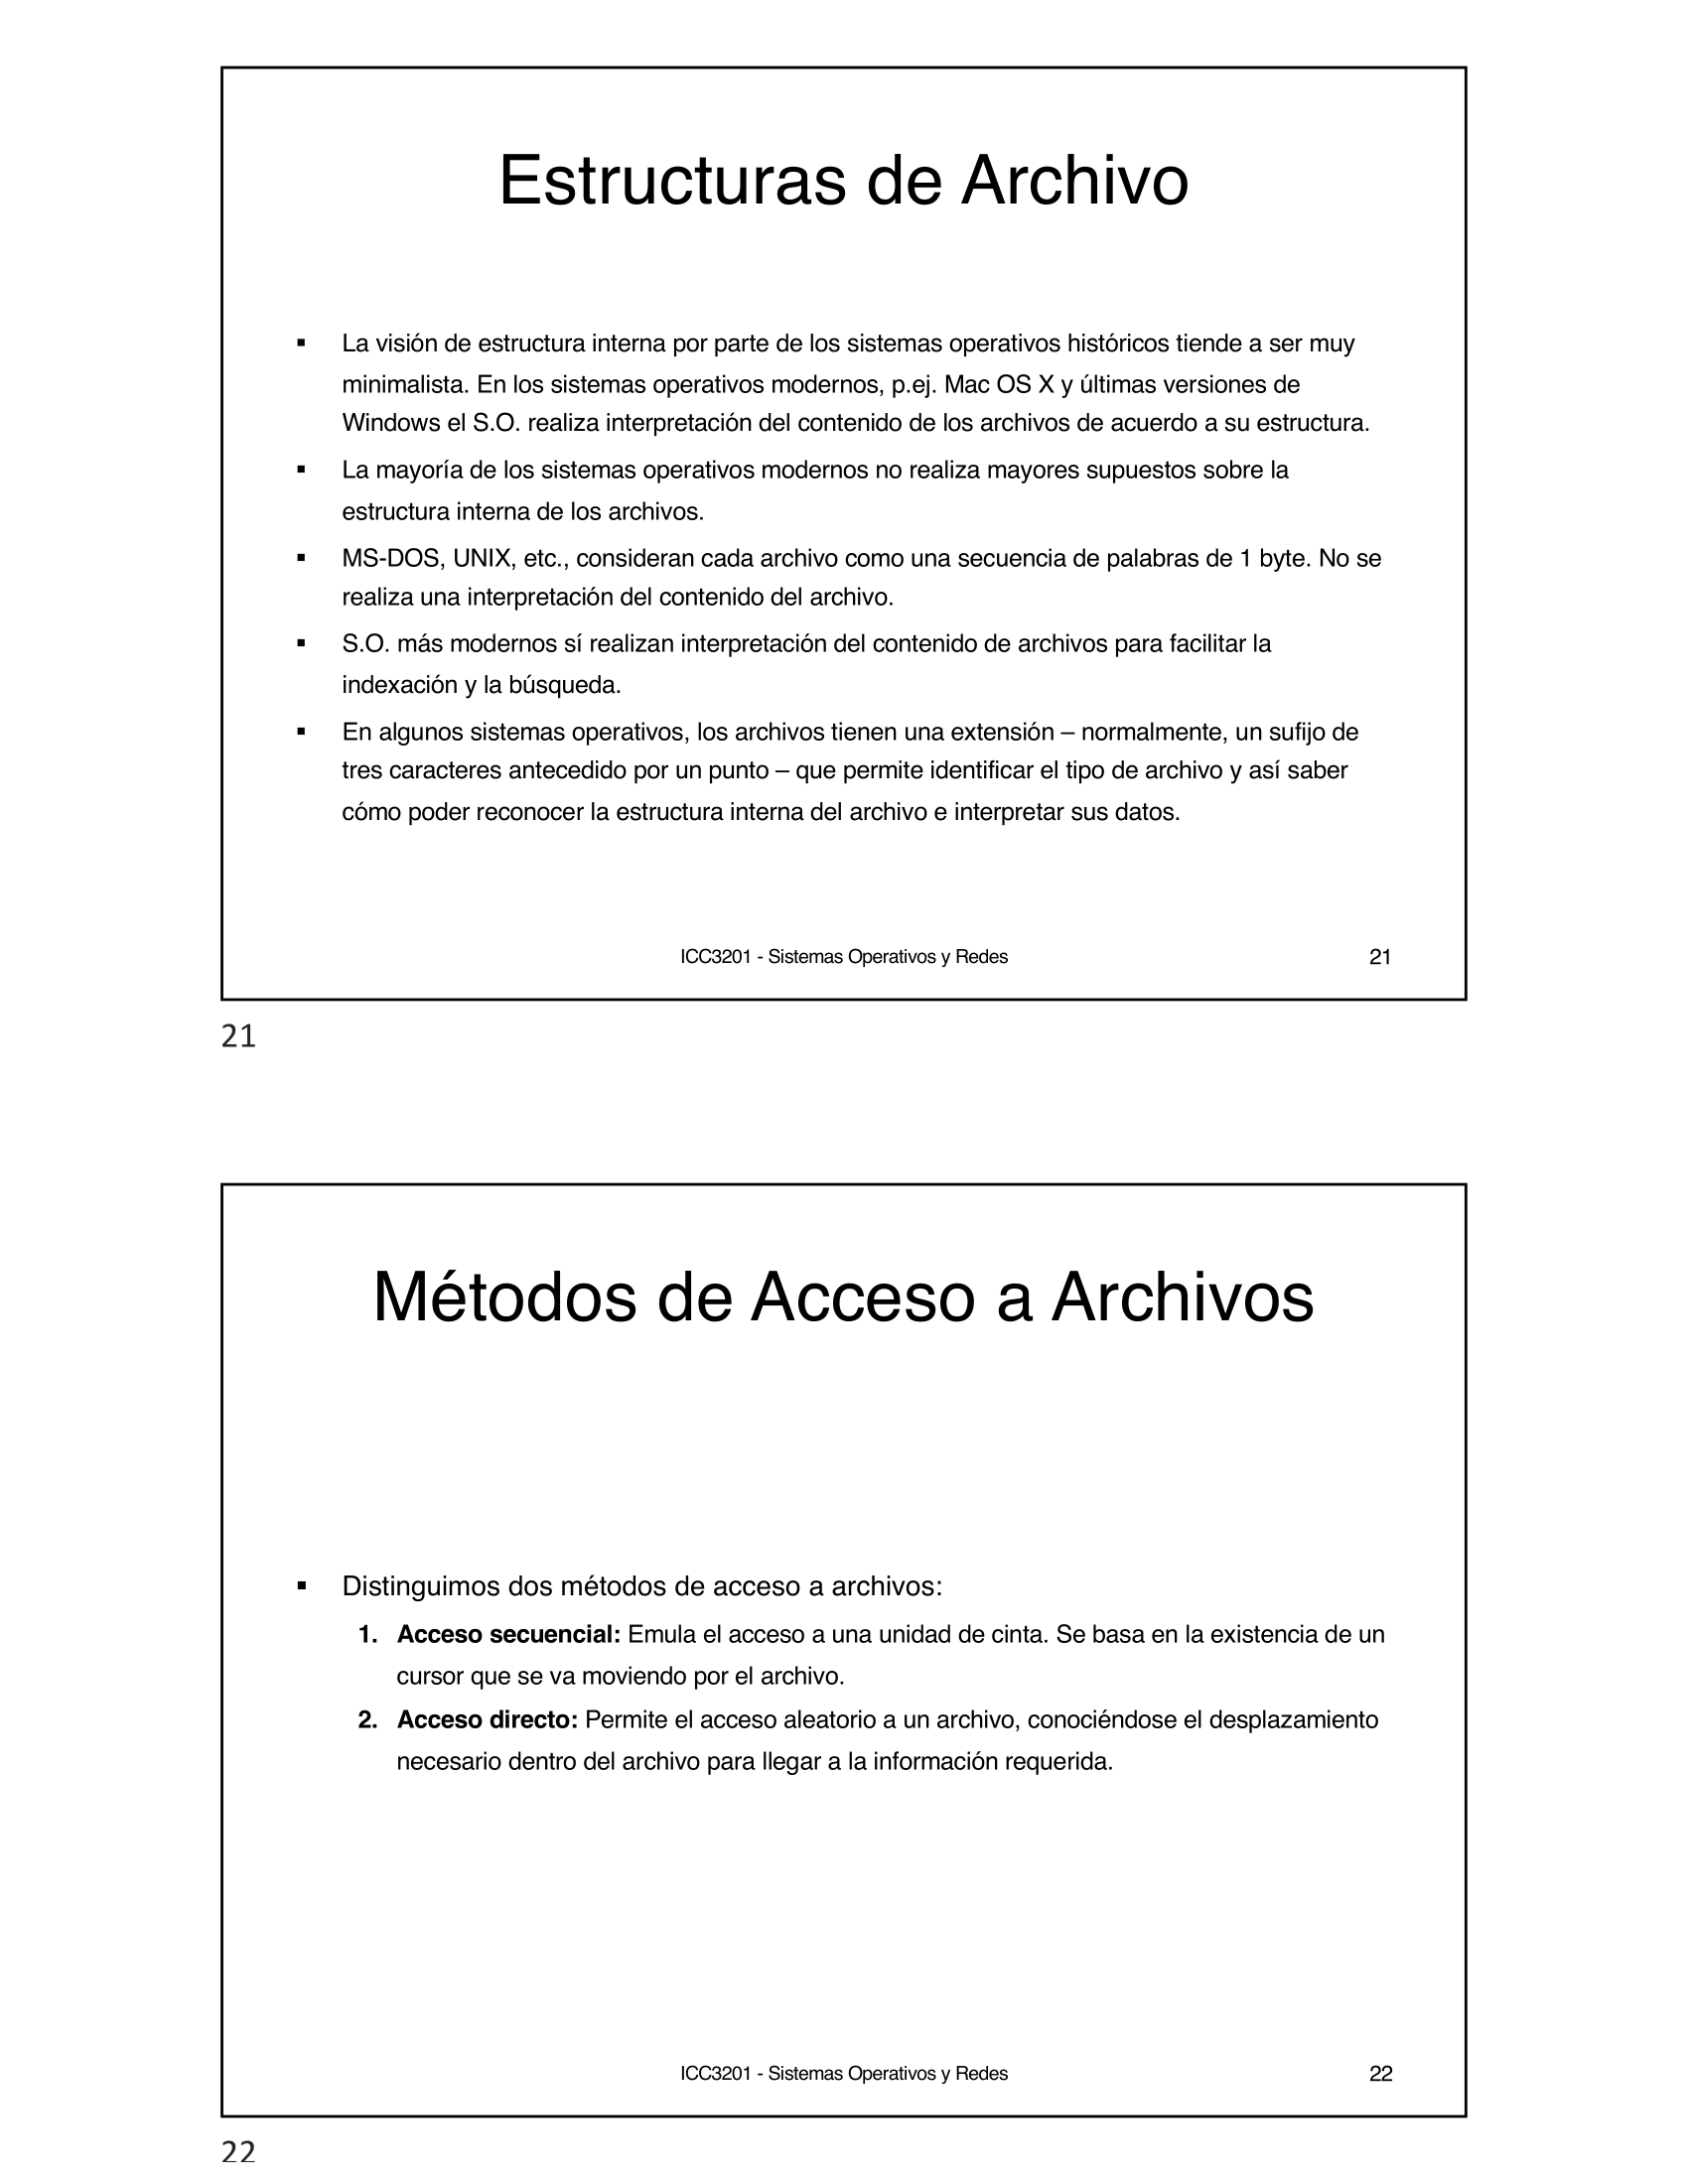 Estructuras de Archivo
▪ La visión de estructura interna por parte de los sistemas operativos históricos tiende a ser muy
minimalista. En los sistemas operativos modernos, p.ej. Mac OS X y últimas versiones de
Windows el S.O. realiza interpretación del contenido de los archivos de acuerdo a su estructura.
▪ La mayoría de los sistemas operativos modernos no realiza mayores supuestos sobre la
estructura interna de los archivos.
▪ MS-DOS, UNIX, etc., consideran cada archivo como una secuencia de palabras de 1 byte. No se
realiza una interpretación del contenido del archivo.
▪ S.O. más modernos sí realizan interpretación del contenido de archivos para facilitar la
indexación y la búsqueda.
▪ En algunos sistemas operativos, los archivos tienen una extensión – normalmente, un sufijo de
tres caracteres antecedido por un punto – que permite identificar el tipo de archivo y así saber
cómo poder reconocer la estructura interna del archivo e interpretar sus datos.
ICC3201 - Sistemas Operativos y Redes 21
21
Métodos de Acceso a Archivos
▪ Distinguimos dos métodos de acceso a archivos:
1. Acceso secuencial: Emula el acceso a una unidad de cinta. Se basa en la existencia de un
cursor que se va moviendo por el archivo.
2. Acceso directo: Permite el acceso aleatorio a un archivo, conociéndose el desplazamiento
necesario dentro del archivo para llegar a la información requerida.
ICC3201 - Sistemas Operativos y Redes 22
22